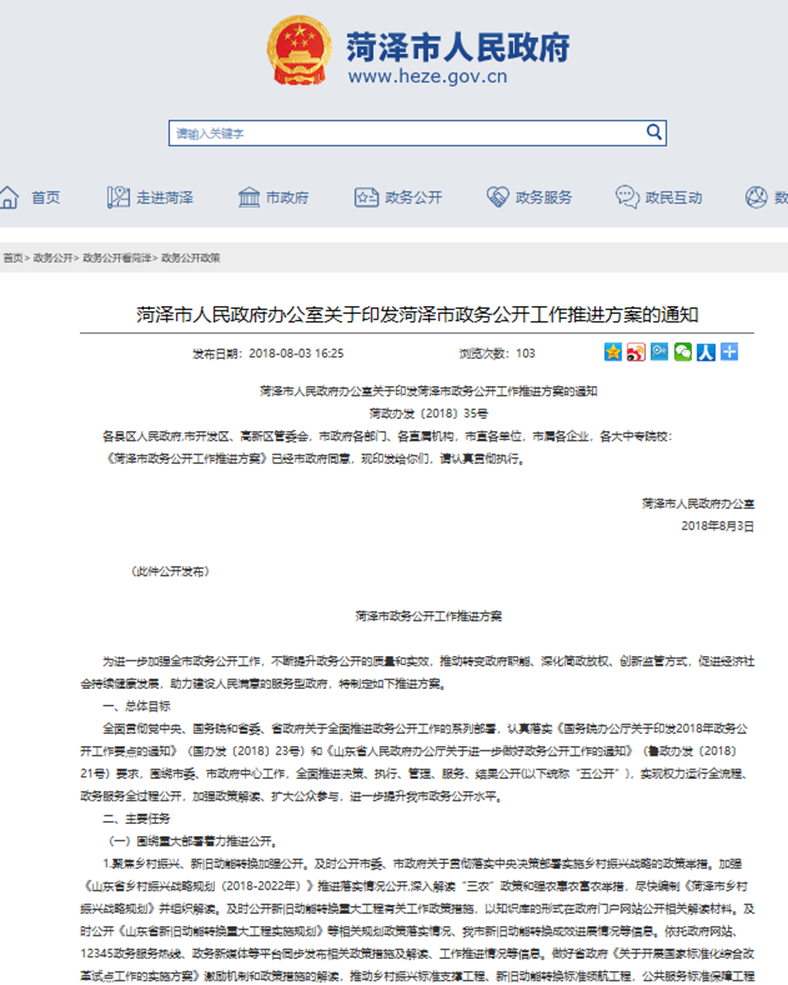 菏泽市人民政府
www.heze.gov.cn
请输入关键字
首页 走进菏泽 市政府 政务公开 政务服务 政民互动 数
首页> 政务公开> 政务公开看菏泽> 政务公开政策
菏泽市人民政府办公室关于印发菏泽市政务公开工作推进方案的通知
发布日期：2018-08-03 16:25 浏览次数：103
菏泽市人民政府办公室关于印发菏泽市政务公开工作推进方案的通知
菏政办发〔2018〕35号
各县区人民政府,市开发区、高新区管委会，市政府各部门、各直属机构，市直各单位，市属各企业，各大中专院校：
《菏泽市政务公开工作推进方案》已经市政府同意，现印发给你们，请认真贯彻执行。
菏泽市人民政府办公室
2018年8月3日
（此件公开发布）
菏泽市政务公开工作推进方案
为进一步加强全市政务公开工作，不断提升政务公开的质量和实效，推动转变政府职能、深化简政放权、创新监管方式，促进经济社
会持续健康发展，助力建设人民满意的服务型政府，特制定如下推进方案。
一、总体目标
全面贯彻党中央、国务院和省委、省政府关于全面推进政务公开工作的系列部署，认真落实《国务院办公厅关于印发2018年政务公
开工作要点的通知》（国办发〔2018〕23号）和《山东省人民政府办公厅关于进一步做好政务公开工作的通知》（鲁政办发〔2018〕
21号）要求，围绕市委、市政府中心工作，全面推进决策、执行、管理、服务、结果公开(以下统称“五公开”)，实现权力运行全流程、
政务服务全过程公开，加强政策解读、扩大公众参与，进一步提升我市政务公开水平。
二、主要任务
（一）围绕重大部署着力推进公开。
1.聚焦乡村振兴、新旧动能转换加强公开。及时公开市委、市政府关于贯彻落实中央决策部署实施乡村振兴战略的政策举措。加强
《山东省乡村振兴战略规划（2018-2022年）》推进落实情况公开,深入解读“三农”政策和强农惠农富农举措，尽快编制《菏泽市乡村
振兴战略规划》并组织解读。及时公开新旧动能转换重大工程有关工作政策措施，以知识库的形式在政府门户网站公开相关解读材料。及
时公开《山东省新旧动能转换重大工程实施规划》等相关规划政策落实情况、我市新旧动能转换成效进展情况等信息。依托政府网站、
12345政务服务热线、政务新媒体等平台同步发布相关政策措施及解读、工作推进情况等信息。做好省政府《关于开展国家标准化综合改
革试点工作的实施方案》激励机制和政策措施的解读，推动乡村振兴标准支撑工程、新旧动能转换标准领航工程，公共服务标准保障工程